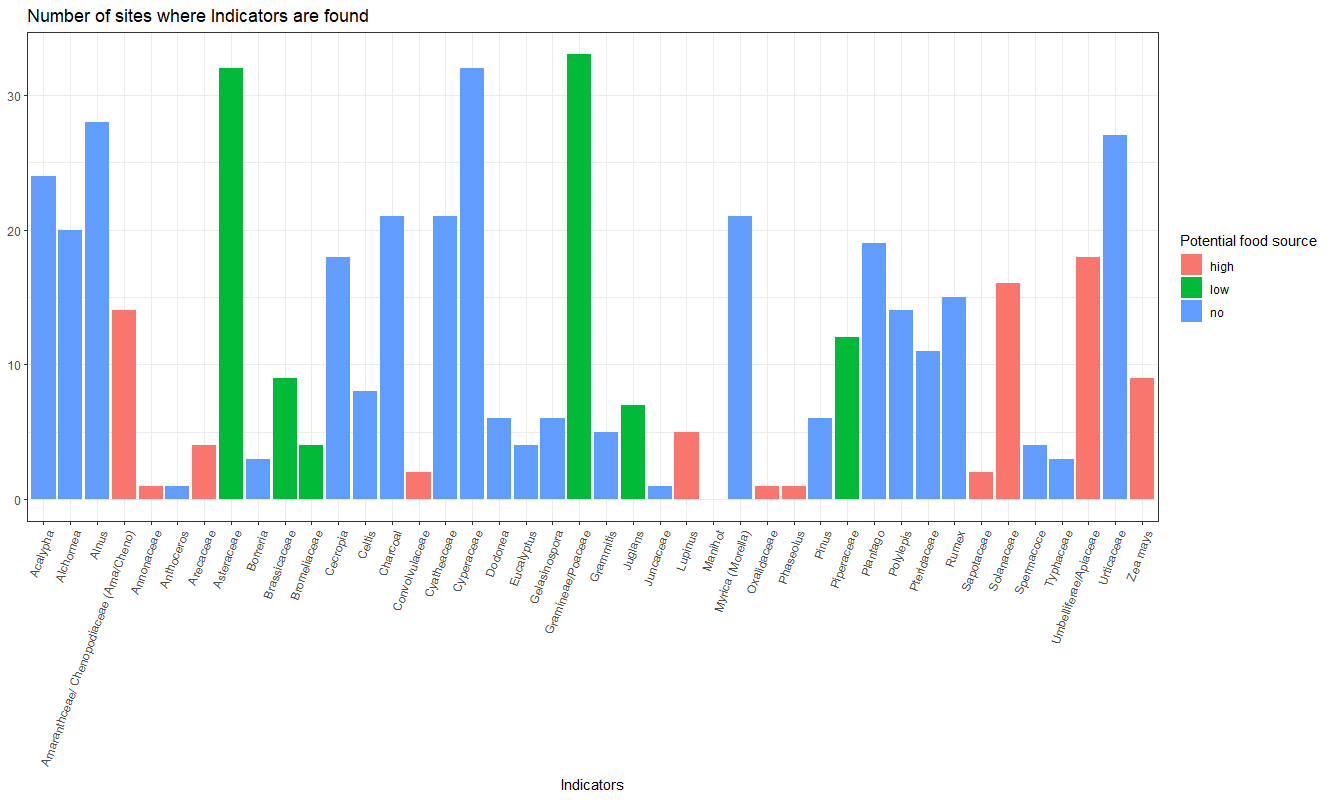 Number of sites where Indicators are found
30
20
10
0
Acalypha
Alchornea
Alnus
Amaranthceae/ Chenopodiaceae (Ama/Cheno)
Annonaceae
Anthoceros
Arecaceae
Asteraceae
Borreria
Brassicaceae
Bromeliaceae
Cecropia
Celtis
Charcoal
Convolvulaceae
Cyatheaceae
Cyperaceae
Dodonea
Eucalyptus
Gelasinospora
Gramineae/Poaceae
Grammitis
Juglans
Juncaceae
Lupinus
Manihot
Myrica (Morella)
Oxalidaceae
Phaseolus
Pinus
Piperaceae
Plantago
Polylepis
Pteridaceae
Rumex
Sapotaceae
Solanaceae
Spermacoce
Typhaceae
Umbelliferae/Apiaceae
Urticaceae
Zea mays
Indicators
Potential food source
high
low
no